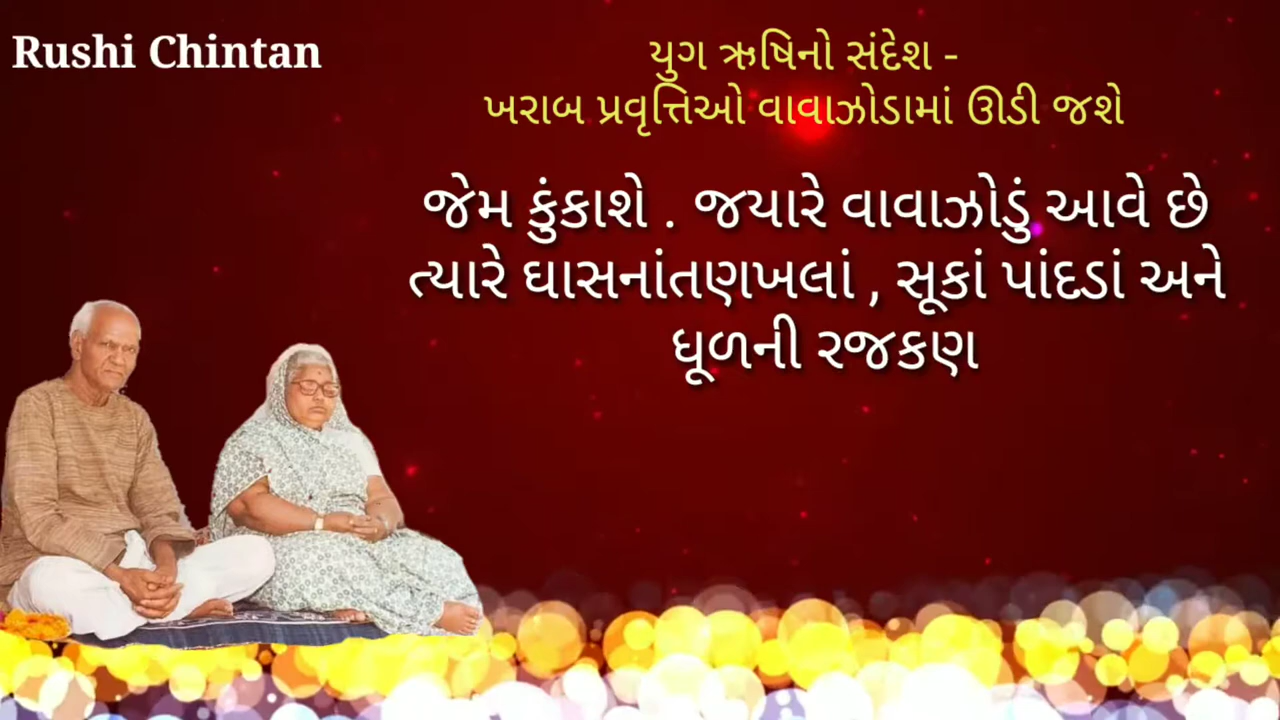 Rushi Chintan
યુગ ઋષિનો સંદેશ -
ખરાબ પ્રવૃત્તિઓ વાવાઝોડામાં ઊડી જશે
જેમ કુંકાશે . જયારે વાવાઝોડું આવે છે
ત્યારે ઘાસનાંતણખલાં , સૂકાં પાંદડાં અને
ધૂળની રજકણ